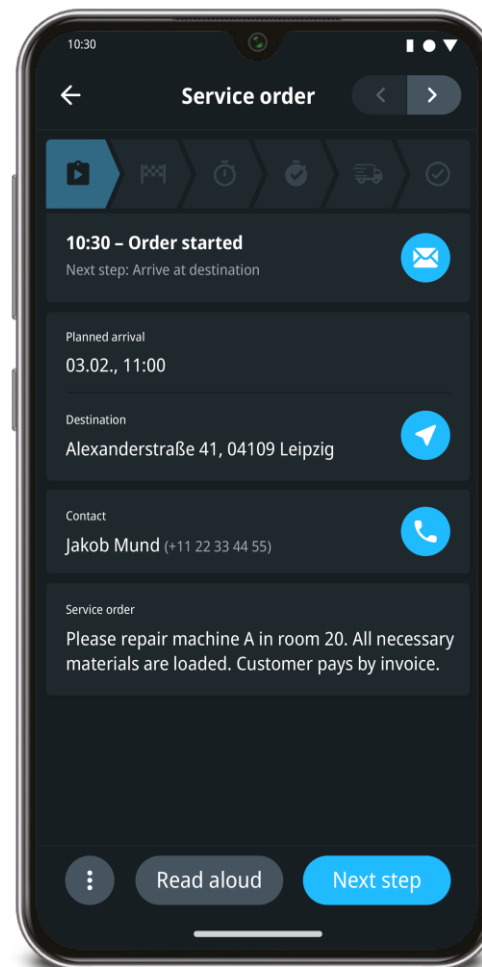 10:30
Service order
10:30 – Order started
Next step: Arrive at destination
Planned arrival
03.02., 11:00
Destination
Alexanderstraße 41, 04109 Leipzig
Contact
Jakob Mund (+11 22 33 44 55)
Service order
Please repair machine A in room 20. All necessary
materials are loaded. Customer pays by invoice.
Read aloud
Next step